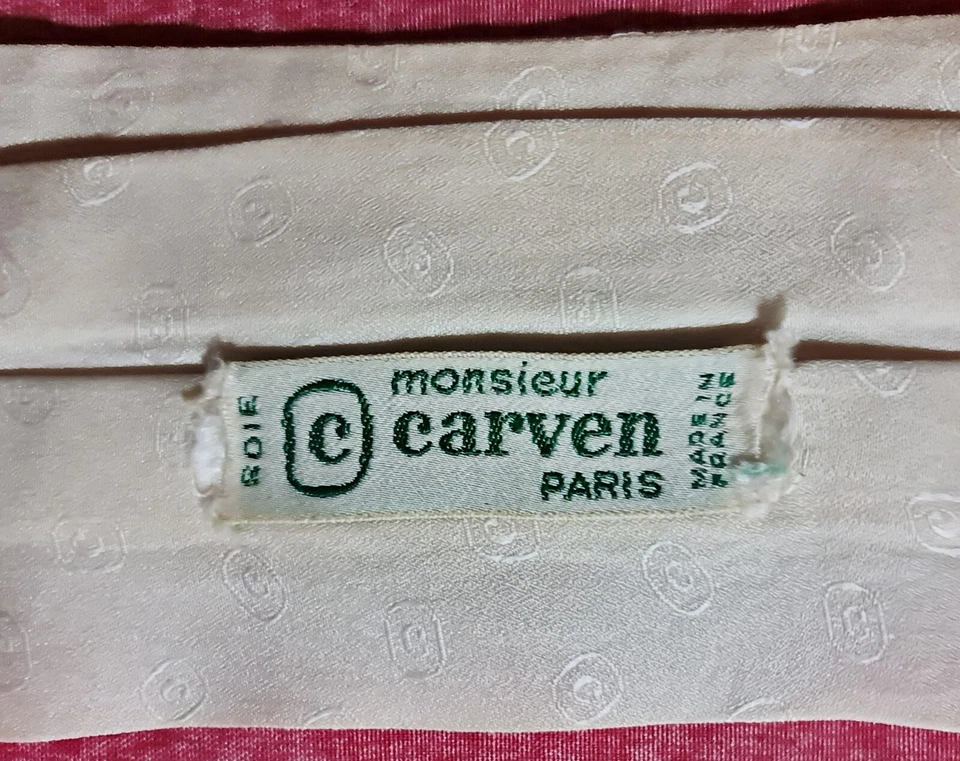 SOIE
c
monsieur
carven
PARIS
MADE IN
FRANCE